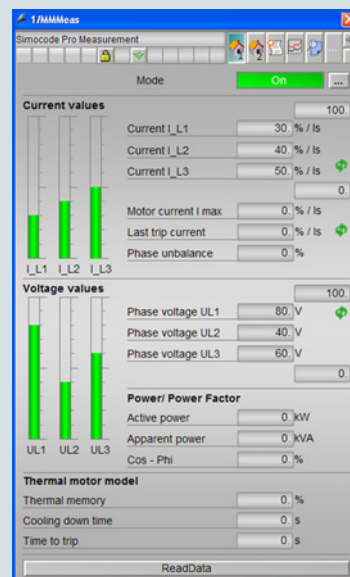 1/MMMeas
Simocode Pro Measurement
1 2
Mode On ...
Current values
100.
Current I_L1 30. % / Is
Current I_L2 40. % / Is
Current I_L3 50. % / Is
0.
Motor current I max 0. % / Is
Last trip current 0. % / Is
Phase unbalance 0. %
I_L1 I_L2 I_L3
Voltage values
100.
Phase voltage UL1 80. V
Phase voltage UL2 40. V
Phase voltage UL3 60. V
0.
Power/ Power Factor
Active power 0. kW
Apparent power 0. kVA
Cos - Phi 0. %
UL1 UL2 UL3
Thermal motor model
Thermal memory 0. %
Cooling down time 0. s
Time to trip 0. s
ReadData